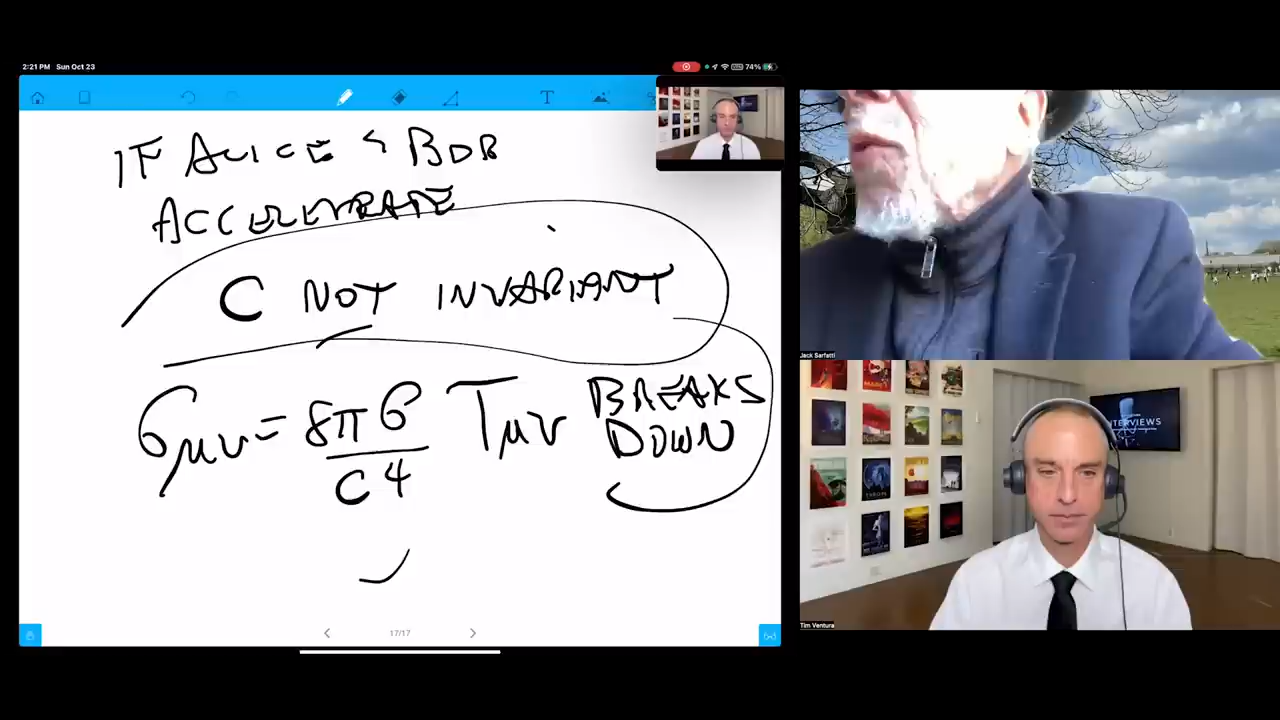 2:21 PM Sun Oct 23
74%
T
IF ALICE & BOB
ACCELERATE
C NOT INVARIANT
Gμν = 8πG/C4 Tμν BREAKS DOWN
17/17
Jack Sarfatti
INTERVIEWS
Tim Ventura